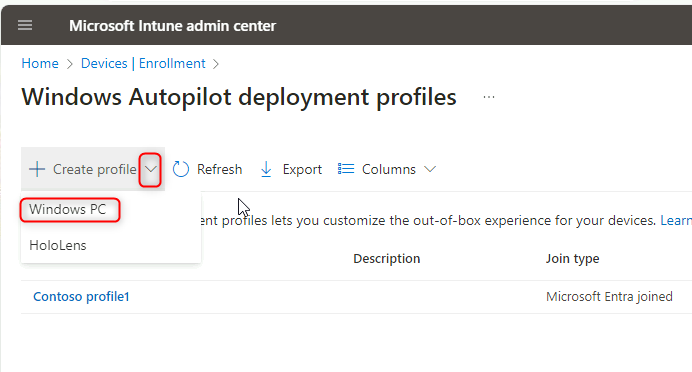 Microsoft Intune admin center
Home > Devices | Enrollment >
Windows Autopilot deployment profiles ...
Create profile Refresh Export Columns
Windows PC
ent profiles lets you customize the out-of-box experience for your devices. Learn
HoloLens
Description Join type
Contoso profile1 Microsoft Entra joined